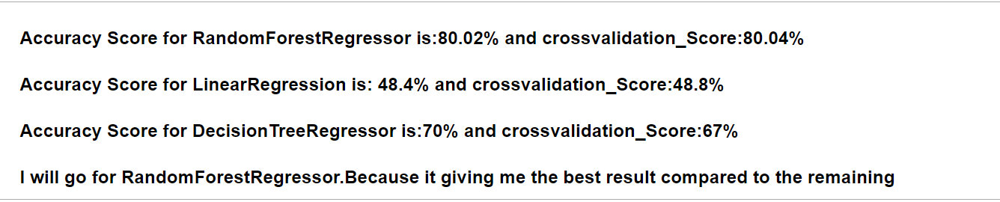 Accuracy Score for RandomForestRegressor is:80.02% and crossvalidation_Score:80.04%
Accuracy Score for LinearRegression is: 48.4% and crossvalidation_Score:48.8%
Accuracy Score for DecisionTreeRegressor is:70% and crossvalidation_Score:67%
I will go for RandomForestRegressor.Because it giving me the best result compared to the remaining